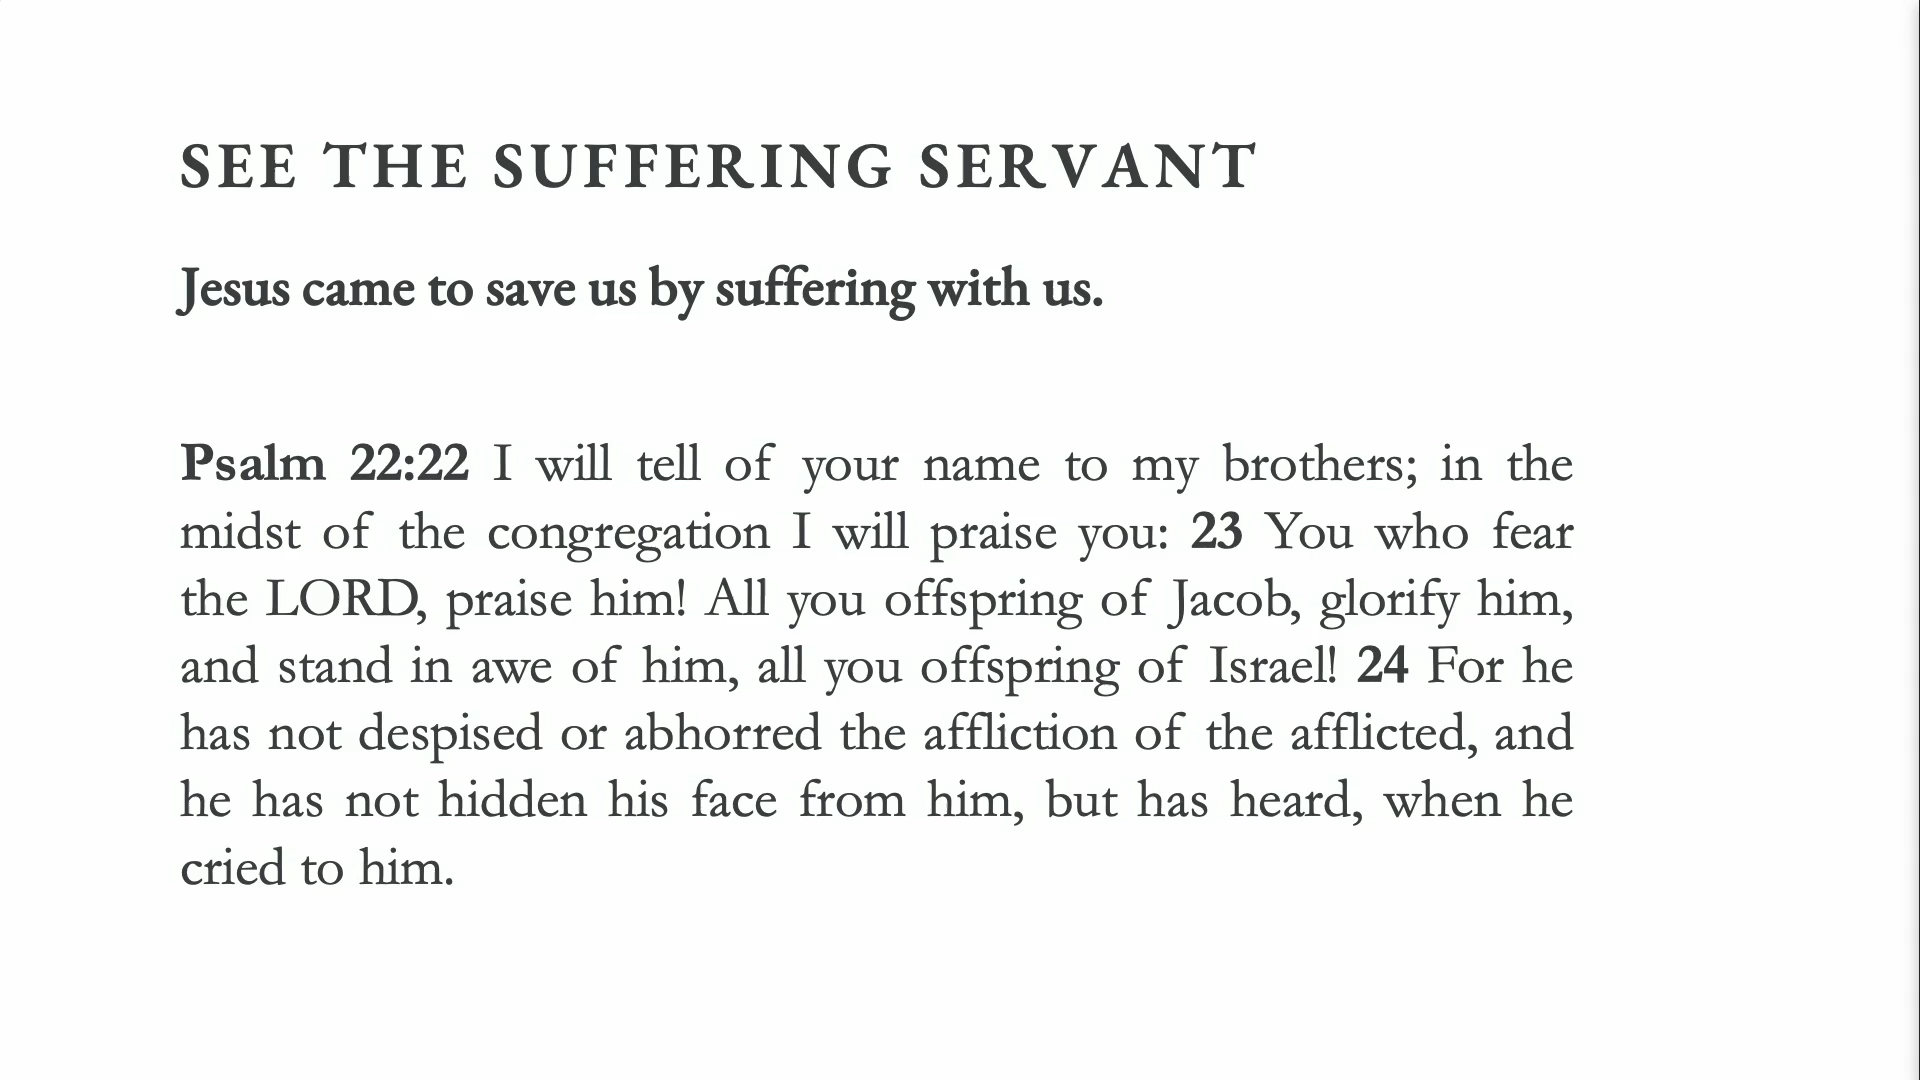 SEE THE SUFFERING SERVANT
Jesus came to save us by suffering with us.
Psalm 22:22 I will tell of your name to my brothers; in the
midst of the congregation I will praise you: 23 You who fear
the LORD, praise him! All you offspring of Jacob, glorify him,
and stand in awe of him, all you offspring of Israel! 24 For he
has not despised or abhorred the affliction of the afflicted, and
he has not hidden his face from him, but has heard, when he
cried to him.